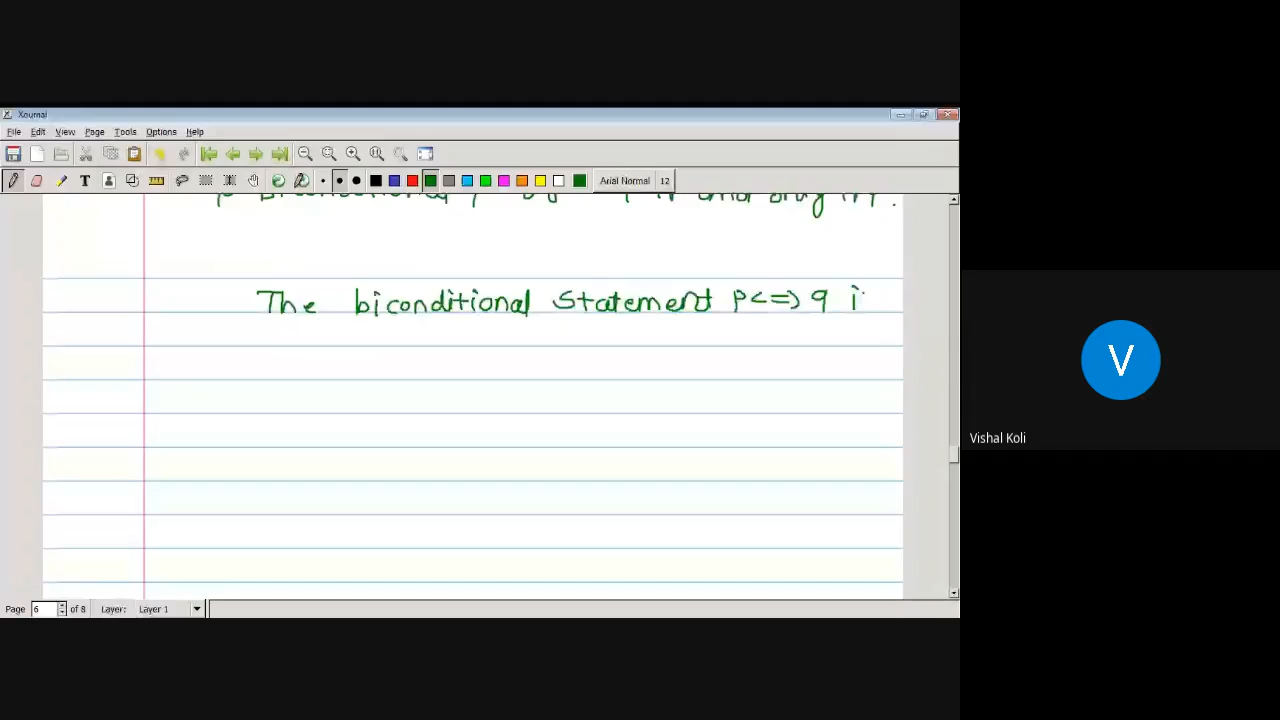 Xournal
File Edit View Page Tools Options Help
T Arial Normal 12
The biconditional statement p<=>q i
V
Vishal Koli
Page 6 of 8 Layer: Layer 1